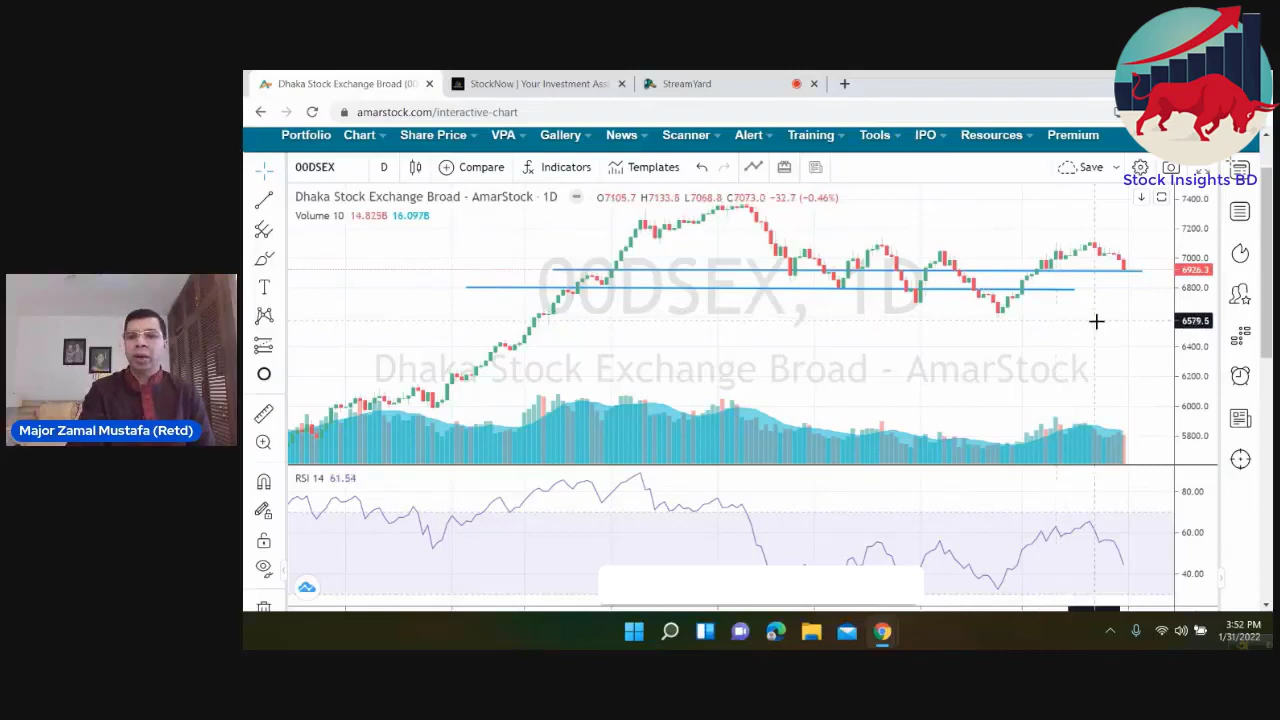 Dhaka Stock Exchange Broad (00
StockNow | Your Investment Assi
StreamYard
amarstock.com/interactive-chart
Portfolio Chart Share Price VPA Gallery News Scanner Alert Training Tools IPO Resources Premium
Stock Insights BD
00DSEX D Compare Indicators Templates Save
Dhaka Stock Exchange Broad - AmarStock · 1D O7105.7 H7133.8 L7068.8 C7073.0 −32.7 (−0.46%)
Volume 10 14.825B 16.097B
7400.0
7200.0
7000.0
6926.3
6800.0
6579.5
6400.0
6200.0
6000.0
5800.0
00DSEX, 1D
Dhaka Stock Exchange Broad - AmarStock
Major Zamal Mustafa (Retd)
RSI 14 61.54
80.00
60.00
40.00
3:52 PM
1/31/2022